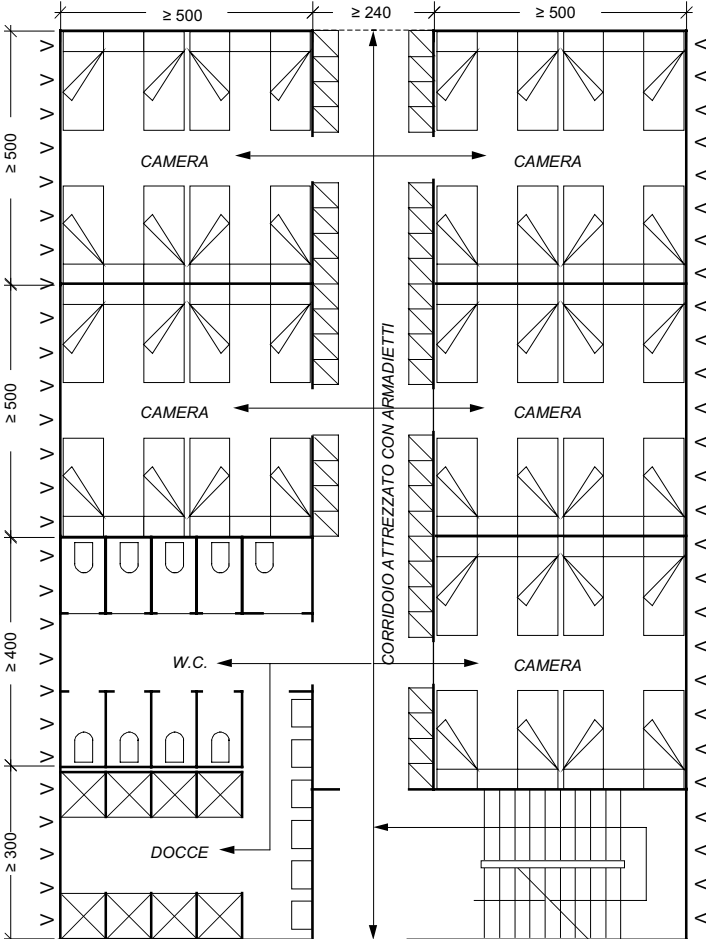 ≥ 500
≥ 240
≥ 500
≥ 500
CAMERA
CAMERA
≥ 500
CAMERA
CAMERA
CORRIDOIO ATTREZZATO CON ARMADIETTI
≥ 400
W.C.
CAMERA
≥ 300
DOCCE